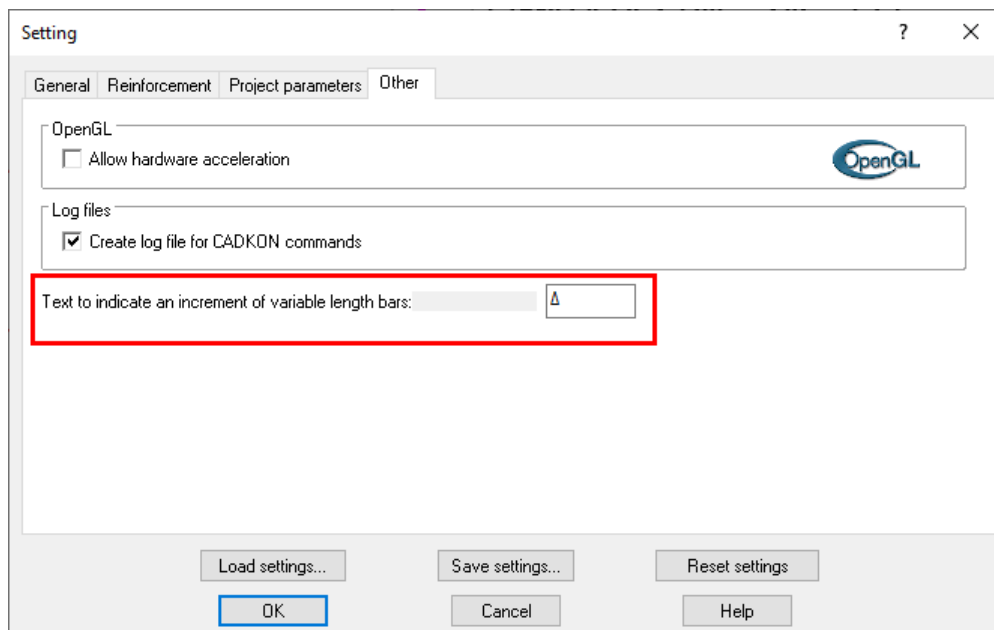 Setting ?
General Reinforcement Project parameters Other
OpenGL
Allow hardware acceleration
OpenGL
Log files
Create log file for CADKON commands
Text to indicate an increment of variable length bars: Δ
Load settings... Save settings... Reset settings
OK Cancel Help